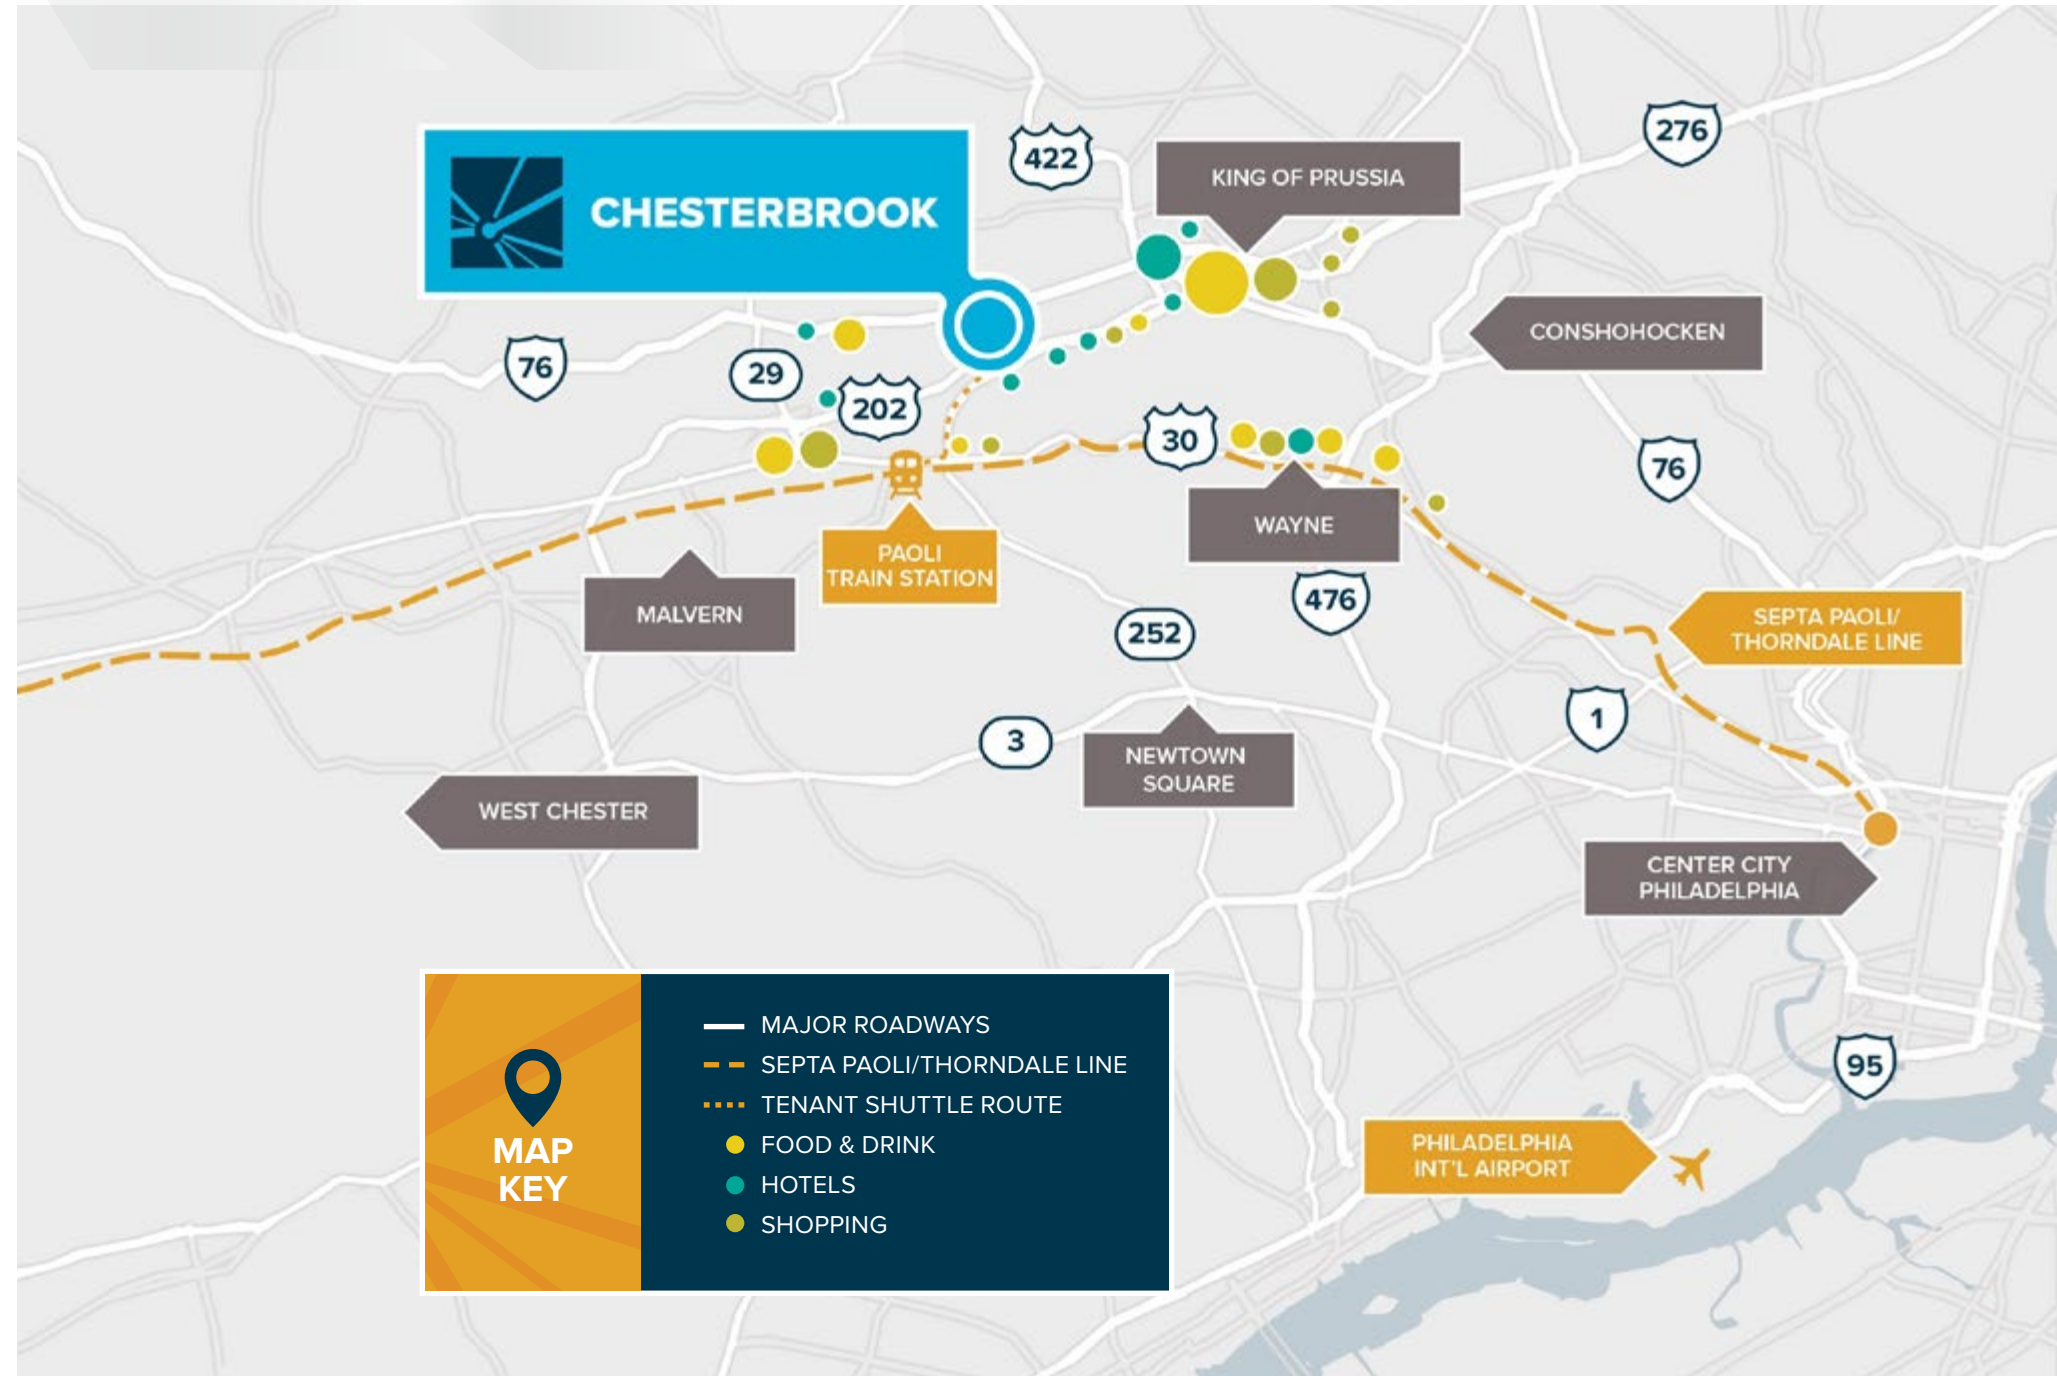 276
422
KING OF PRUSSIA
CHESTERBROOK
CONSHOHOCKEN
76
29
202
30
76
WAYNE
PAOLI
TRAIN STATION
MALVERN
476
252
SEPTA PAOLI/
THORNDALE LINE
1
3
NEWTOWN
SQUARE
WEST CHESTER
CENTER CITY
PHILADELPHIA
95
PHILADELPHIA
INT'L AIRPORT
MAP
KEY
MAJOR ROADWAYS
SEPTA PAOLI/THORNDALE LINE
TENANT SHUTTLE ROUTE
FOOD & DRINK
HOTELS
SHOPPING